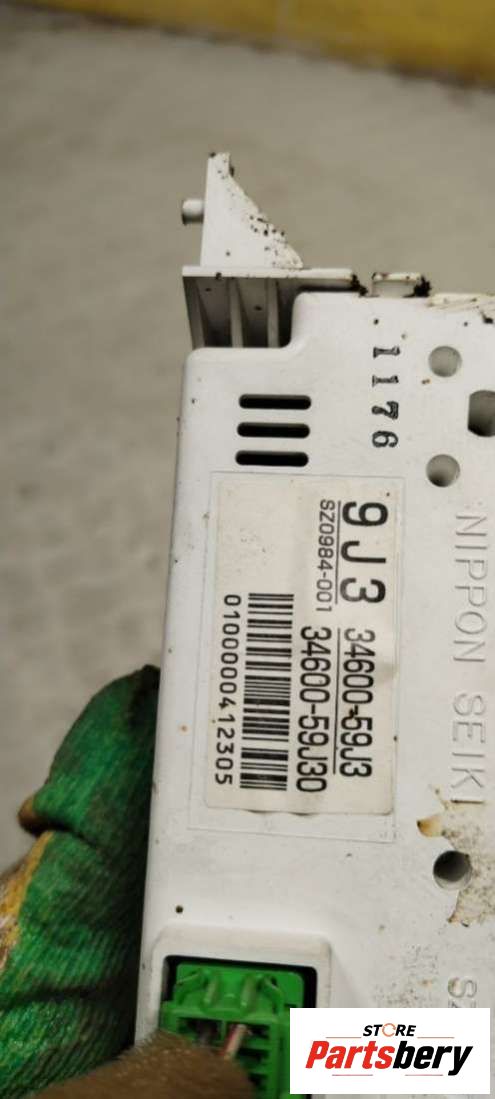 1176
9J3 34600-59J3
SZ0984-001 34600-59J30
0100000412305
NIPPON SEIKI
STORE
Partsbery